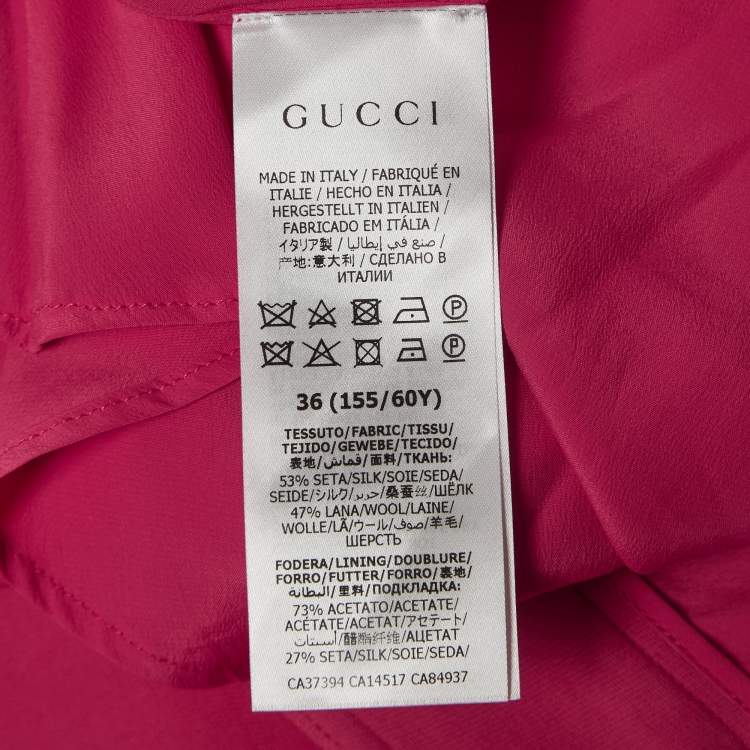 GUCCI
MADE IN ITALY / FABRIQUÉ EN
ITALIE / HECHO EN ITALIA /
HERGESTELLT IN ITALIEN /
FABRICADO EM ITÁLIA /
イタリア製 / صنع في إيطاليا /
产地:意大利 / СДЕЛАНО В
ИТАЛИИ
P
P
36 (155/60Y)
TESSUTO/FABRIC/TISSU/
TEJIDO/GEWEBE/TECIDO/
表地/قماش/面料/ТКАНЬ:
53% SETA/SILK/SOIE/SEDA/
SEIDE/シルク/حرير/桑蚕丝/ШЁЛК
47% LANA/WOOL/LAINE/
WOLLE/LÃ/ウール/صوف/羊毛/
ШЕРСТЬ
FODERA/LINING/DOUBLURE/
FORRO/FUTTER/FORRO/裏地/
البطانة/里料/ПОДКЛАДКА:
73% ACETATO/ACETATE/
ACÉTATE/ACETAT/アセテート/
أسيتات/醋酯纤维/АЦЕТАТ
27% SETA/SILK/SOIE/SEDA/
CA37394 CA14517 CA84937